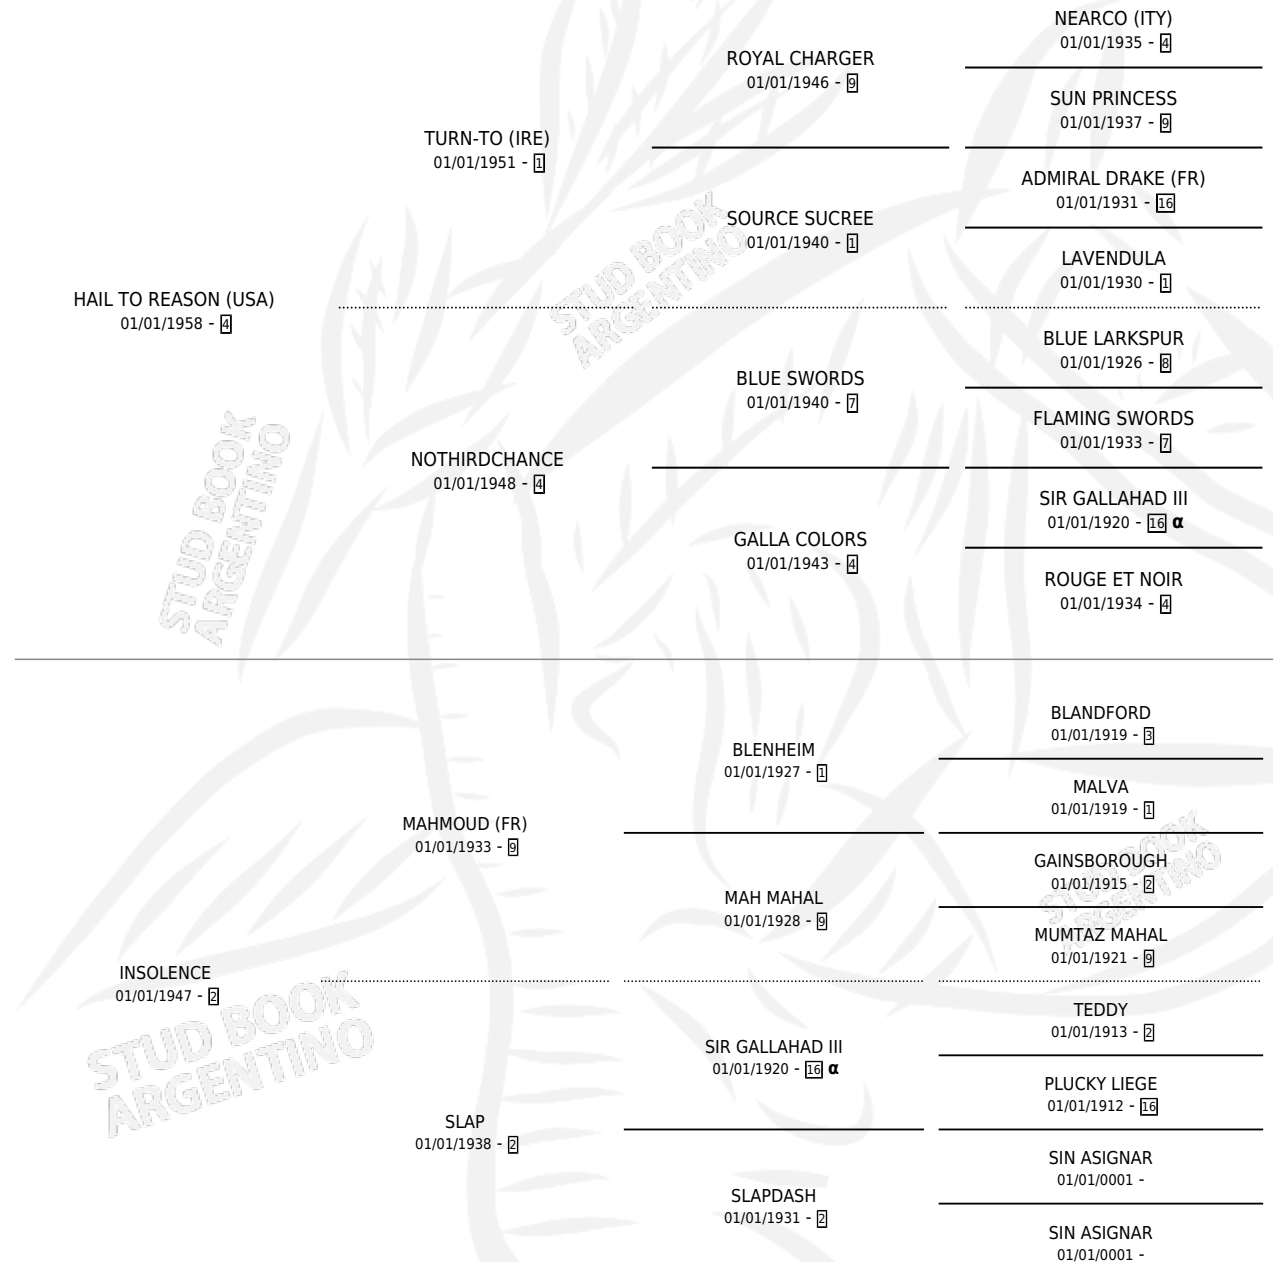 NEARCO (ITY)
01/01/1935 - 4
ROYAL CHARGER
01/01/1946 - 9
SUN PRINCESS
01/01/1937 - 9
TURN-TO (IRE)
01/01/1951 - 1
ADMIRAL DRAKE (FR)
01/01/1931 - 16
SOURCE SUCREE
01/01/1940 - 1
LAVENDULA
01/01/1930 - 1
HAIL TO REASON (USA)
01/01/1958 - 4
BLUE LARKSPUR
01/01/1926 - 8
BLUE SWORDS
01/01/1940 - 7
FLAMING SWORDS
01/01/1933 - 7
NOTHIRDCHANCE
01/01/1948 - 4
SIR GALLAHAD III
01/01/1920 - 16 α
GALLA COLORS
01/01/1943 - 4
ROUGE ET NOIR
01/01/1934 - 4
STUD BOOK
ARGENTINO
STUD BOOK
ARGENTINO
BLANDFORD
01/01/1919 - 3
BLENHEIM
01/01/1927 - 1
MALVA
01/01/1919 - 1
MAHMOUD (FR)
01/01/1933 - 9
GAINSBOROUGH
01/01/1915 - 2
MAH MAHAL
01/01/1928 - 9
MUMTAZ MAHAL
01/01/1921 - 9
INSOLENCE
01/01/1947 - 2
TEDDY
01/01/1913 - 2
SIR GALLAHAD III
01/01/1920 - 16 α
PLUCKY LIEGE
01/01/1912 - 16
SLAP
01/01/1938 - 2
SIN ASIGNAR
01/01/0001 -
SLAPDASH
01/01/1931 - 2
SIN ASIGNAR
01/01/0001 -
STUD BOOK
ARGENTINO
STUD BOOK
ARGENTINO